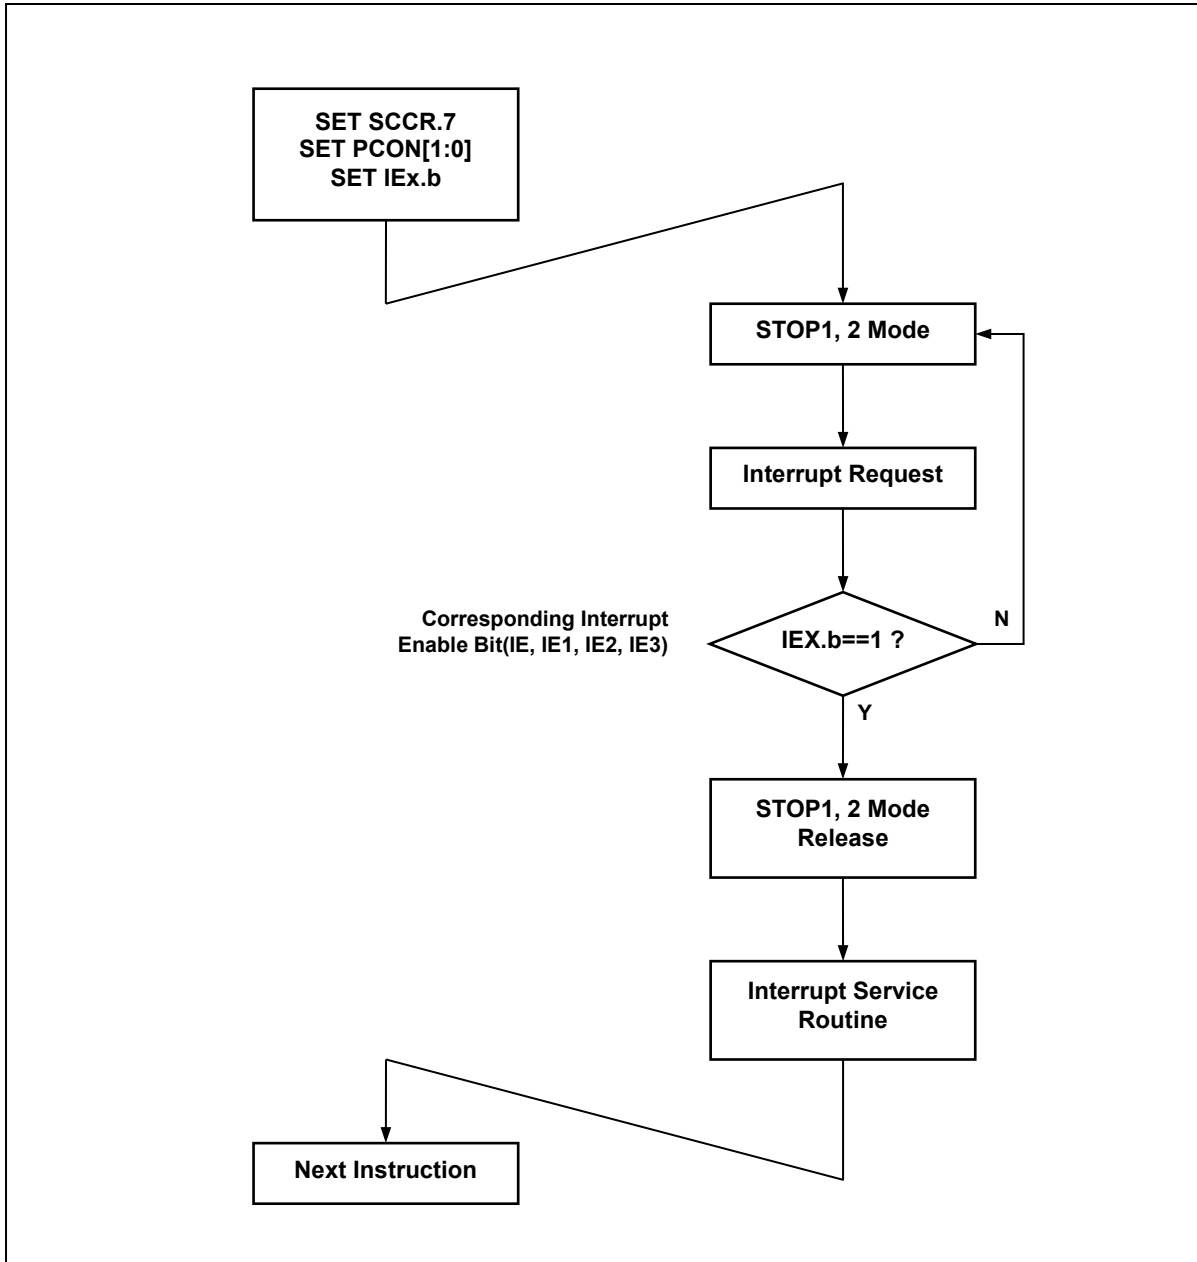 SET SCCR.7
SET PCON[1:0]
SET IEx.b
STOP1, 2 Mode
Interrupt Request
Corresponding Interrupt
Enable Bit(IE, IE1, IE2, IE3)
IEX.b==1 ?
N
Y
STOP1, 2 Mode
Release
Interrupt Service
Routine
Next Instruction